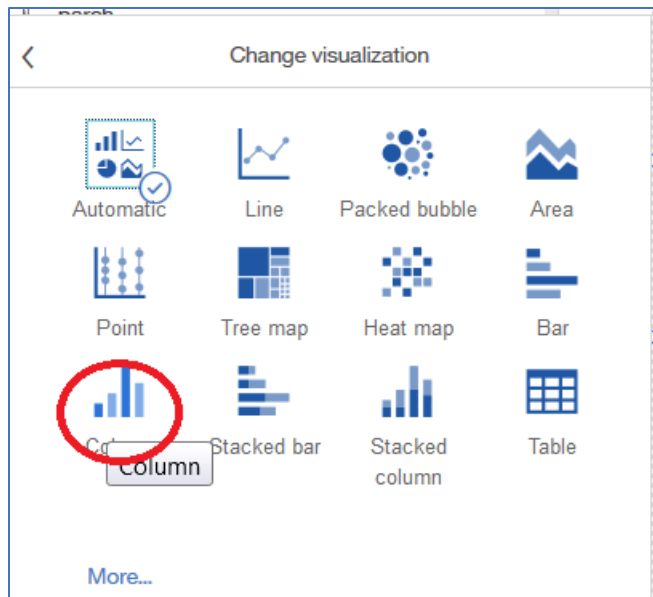 Change visualization
Automatic Line Packed bubble Area
Point Tree map Heat map Bar
Stacked bar Stacked column Table
Column
More...